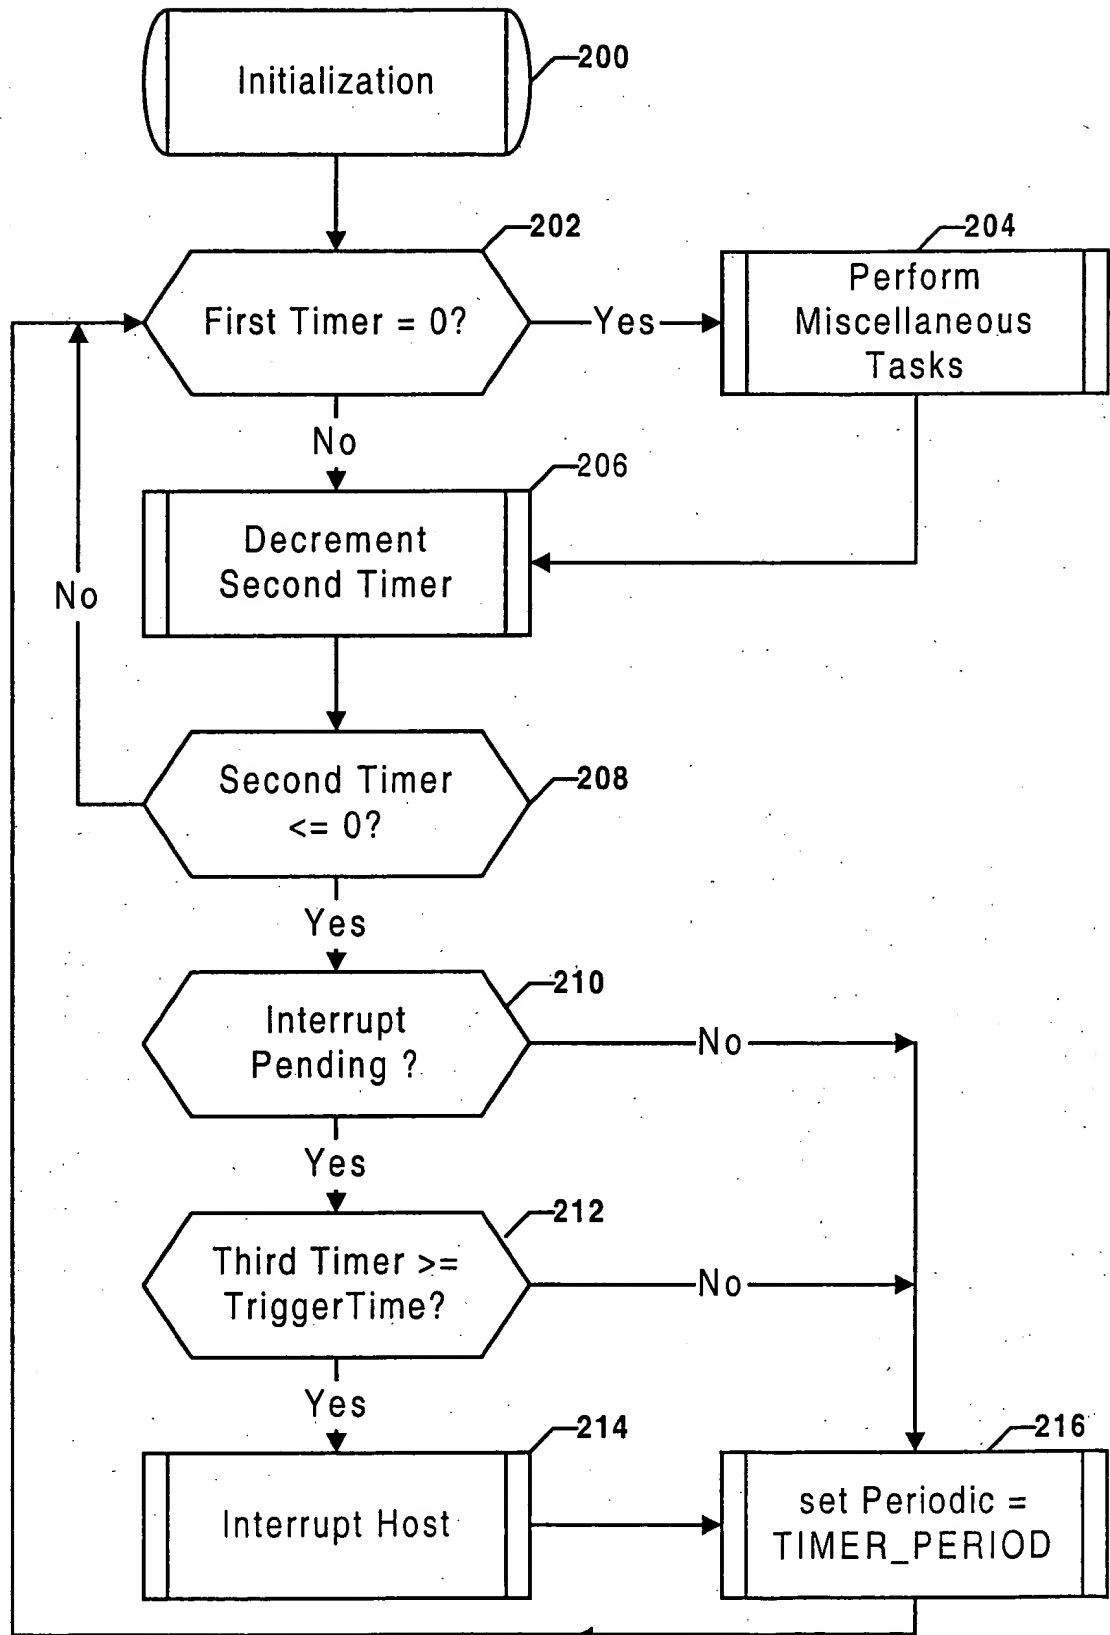 Initialization
200
202
First Timer = 0?
Yes
204
Perform
Miscellaneous
Tasks
No
206
Decrement
Second Timer
No
Second Timer
<= 0?
208
Yes
210
Interrupt
Pending ?
No
Yes
212
Third Timer >=
TriggerTime?
No
Yes
214
Interrupt Host
216
set Periodic =
TIMER_PERIOD